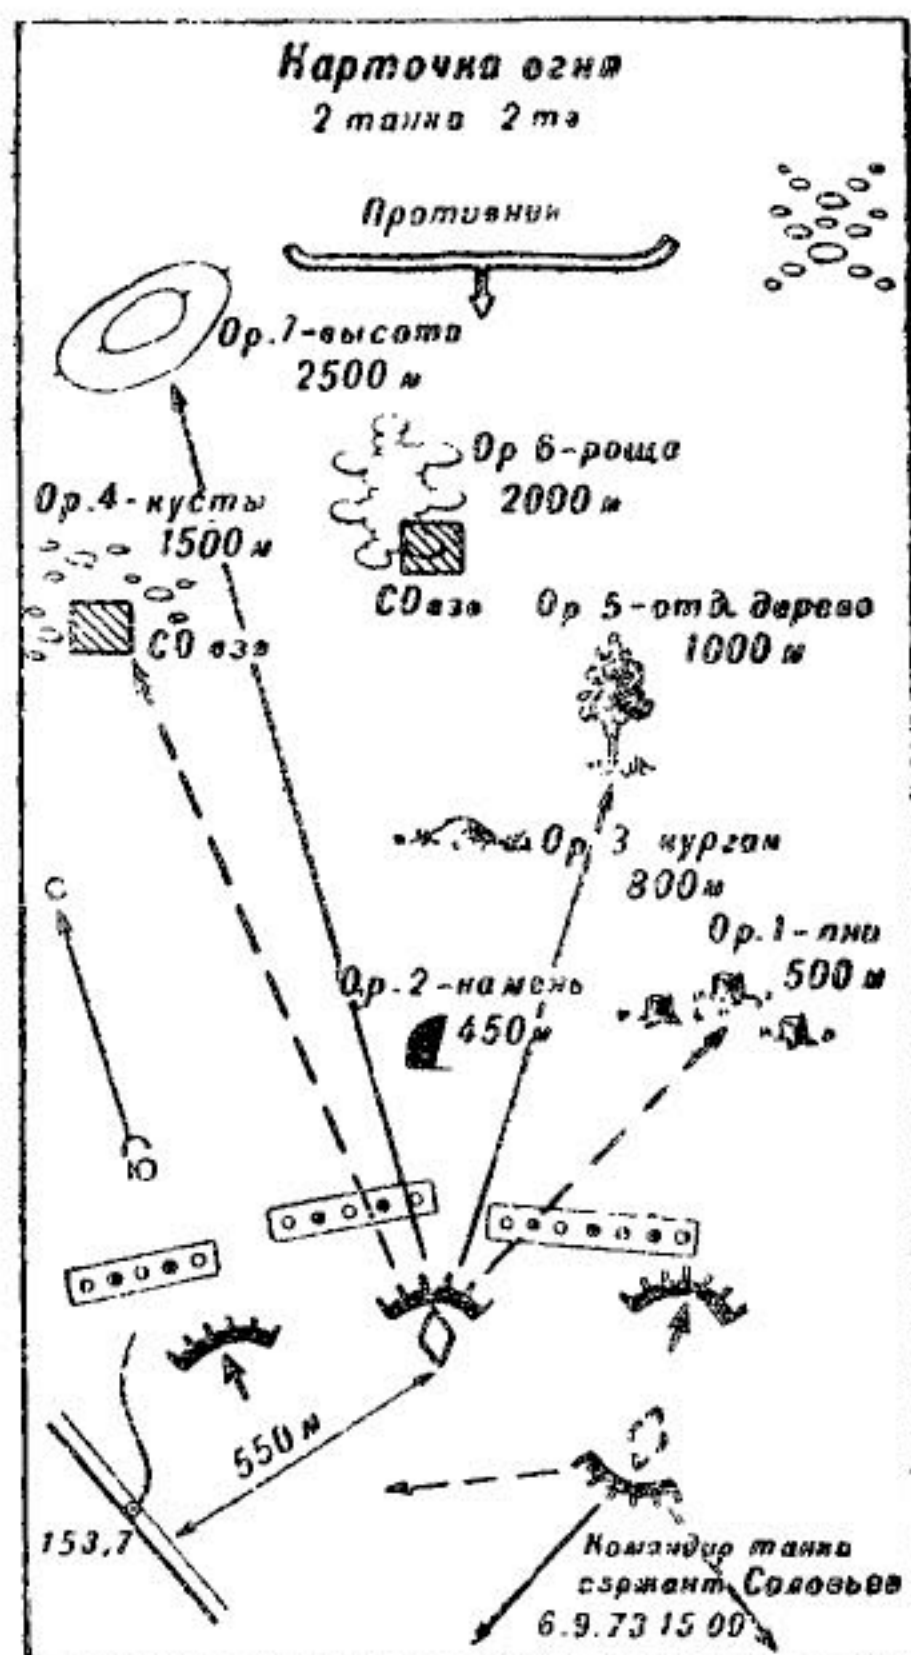 Карточка огня
2 танка 2 тв
Противник
Ор.7-высота
2500 м
Ор 6-роща
2000 м
Ор.4-кусты
1500 м
СО взв
СО взв
Ор 5-отд. дерево
1000 м
Ор 3 курган
800 м
С
Ор.1-пни
500 м
Ор.2-камень
450 м
Ю
550 м
153,7
Командир танка
сержант Соловьев
6.9.73 15 00